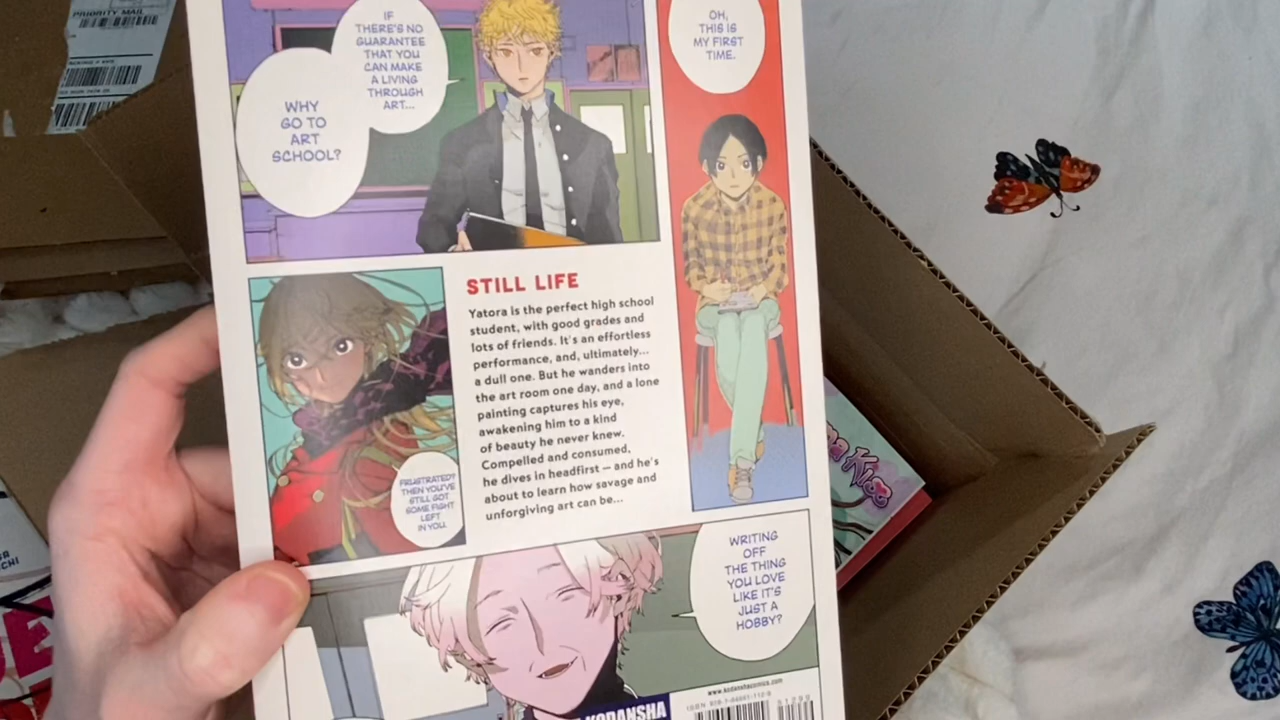 PRIORITY MAIL
IF
THERE'S NO
GUARANTEE
THAT YOU
CAN MAKE
A LIVING
THROUGH
ART...
WHY
GO TO
ART
SCHOOL?
OH,
THIS IS
MY FIRST
TIME.
STILL LIFE
Yatora is the perfect high school
student, with good grades and
lots of friends. It's an effortless
performance, and, ultimately...
a dull one. But he wanders into
the art room one day, and a lone
painting captures his eye,
awakening him to a kind
of beauty he never knew.
Compelled and consumed,
he dives in headfirst — and he's
about to learn how savage and
unforgiving art can be...
FRUSTRATED?
THEN YOU'VE
STILL GOT
SOME FIGHT
LEFT
IN YOU.
WRITING
OFF
THE THING
YOU LOVE
LIKE IT'S
JUST A
HOBBY?
www.kodanshacomics.com
KODANSHA